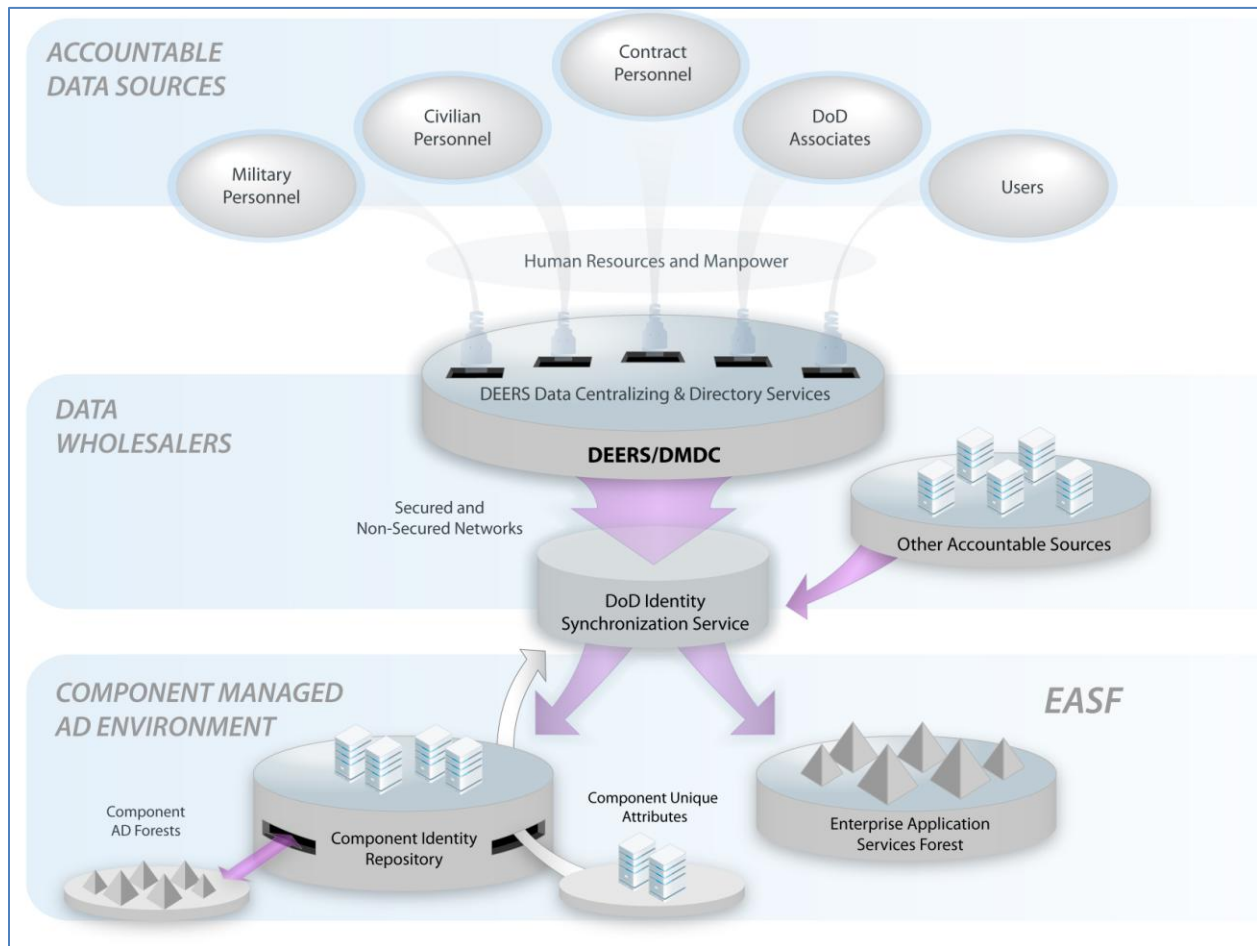 ACCOUNTABLE
DATA SOURCES
Contract
Personnel
Civilian
Personnel
DoD
Associates
Military
Personnel
Users
Human Resources and Manpower
DEERS Data Centralizing & Directory Services
DATA
WHOLESALERS
DEERS/DMDC
Secured and
Non-Secured Networks
Other Accountable Sources
DoD Identity
Synchronization Service
COMPONENT MANAGED
AD ENVIRONMENT
EASF
Component
AD Forests
Component Identity
Repository
Component Unique
Attributes
Enterprise Application
Services Forest